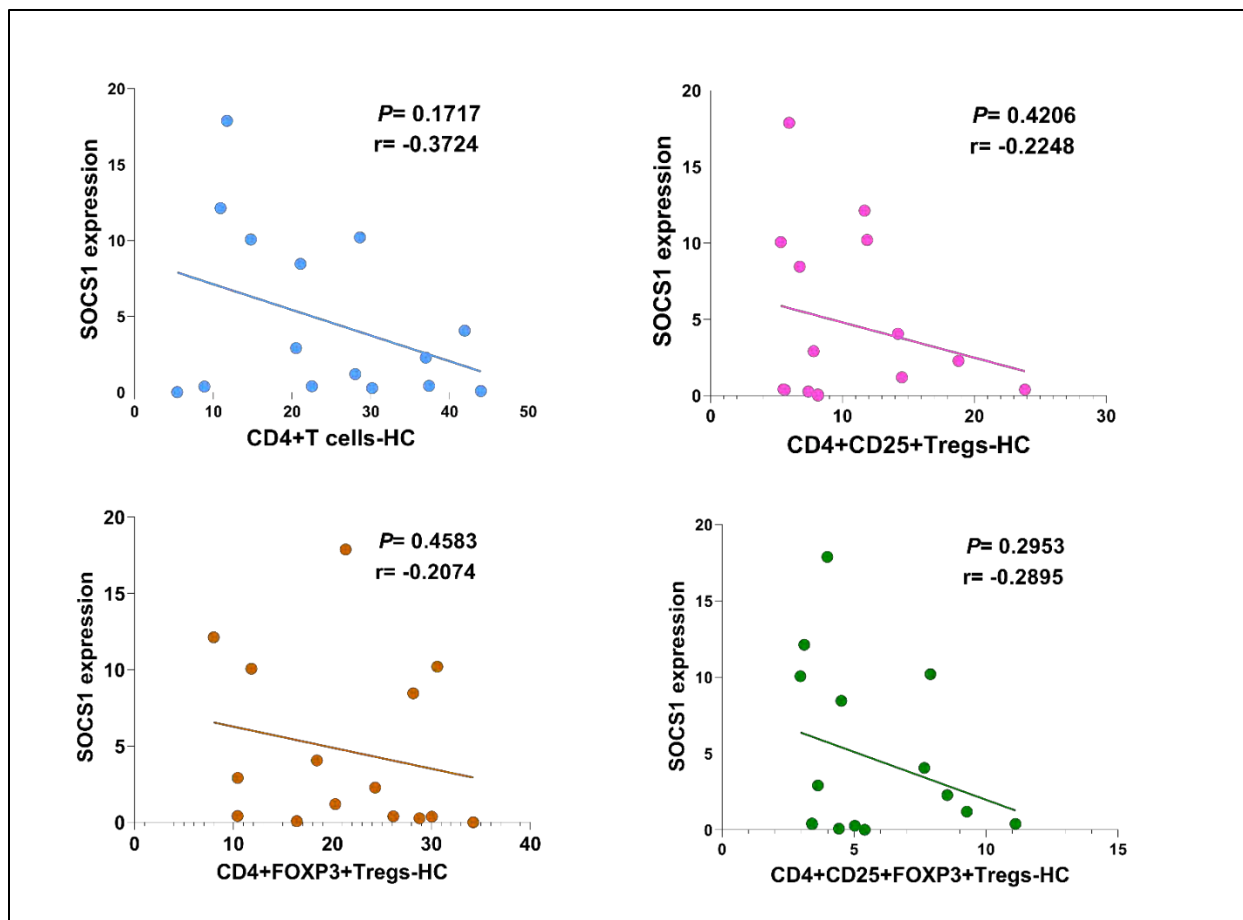 P= 0.1717
r= -0.3724
SOCS1 expression
20
15
10
5
0
0 10 20 30 40 50
CD4+T cells-HC
P= 0.4206
r= -0.2248
SOCS1 expression
20
15
10
5
0
0 10 20 30
CD4+CD25+Tregs-HC
P= 0.4583
r= -0.2074
SOCS1 expression
20
15
10
5
0
0 10 20 30 40
CD4+FOXP3+Tregs-HC
P= 0.2953
r= -0.2895
SOCS1 expression
20
15
10
5
0
0 5 10 15
CD4+CD25+FOXP3+Tregs-HC